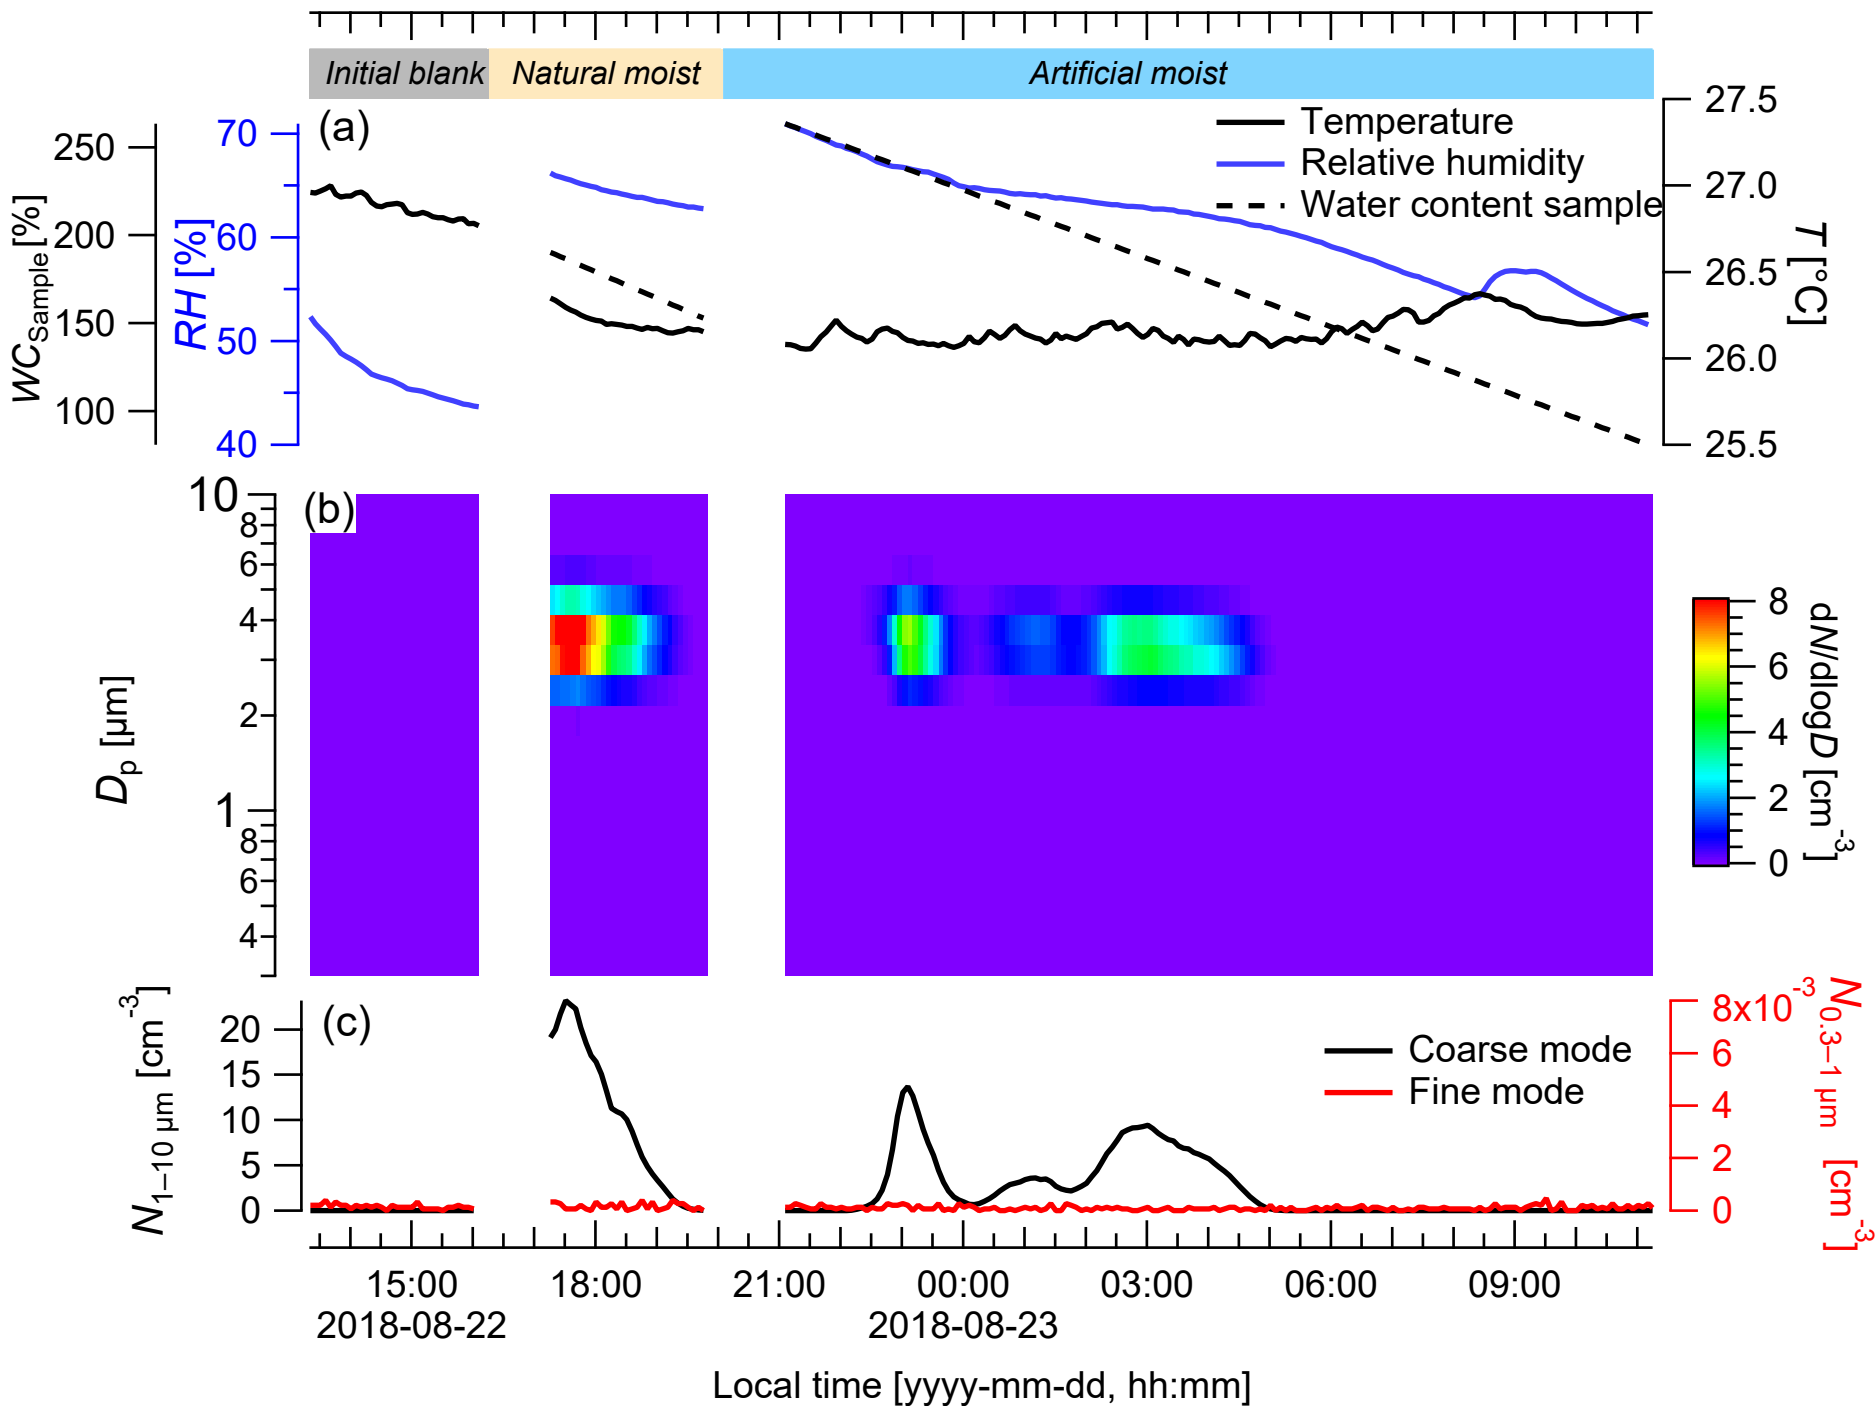 Initial blank Natural moist Artificial moist
(a)
Temperature
Relative humidity
Water content sample
WC Sample [%]
250
200
150
100
RH [%]
70
60
50
40
27.5
27.0
26.5
26.0
25.5
T [°C]
(b)
Dp [µm]
10
8
6
4
2
1
8
6
4
8
6
4
2
0
dN/dlogD [cm-3]
(c)
N1–10 µm [cm-3]
20
15
10
5
0
Coarse mode
Fine mode
8x10-3
6
4
2
0
N0.3–1 µm [cm-3]
15:00 18:00 21:00 00:00 03:00 06:00 09:00
2018-08-22 2018-08-23
Local time [yyyy-mm-dd, hh:mm]